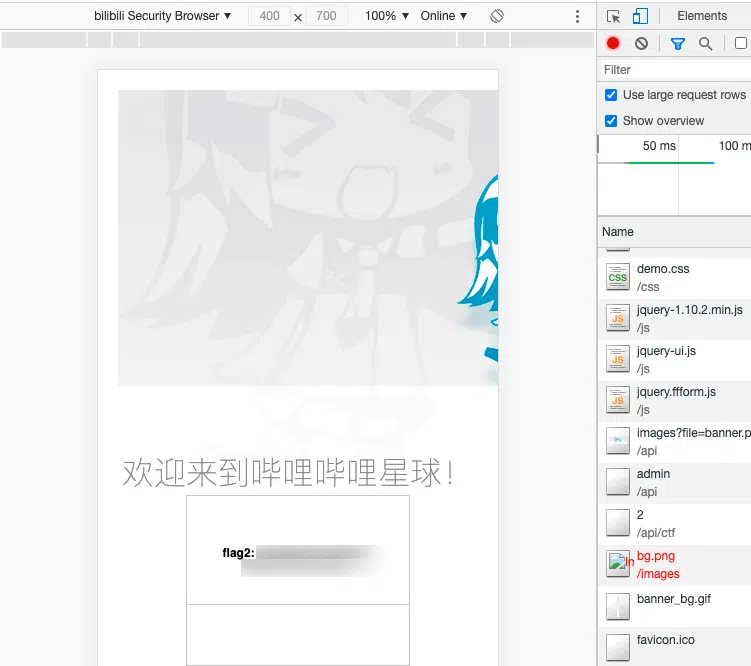 bilibili Security Browser ▼ 400 × 700 100% ▼ Online ▼
Elements
Filter
Use large request rows
Show overview
50 ms 100 m
Name
demo.css
/css
jquery-1.10.2.min.js
/js
jquery-ui.js
/js
jquery.ffform.js
/js
images?file=banner.p
/api
admin
/api
2
/api/ctf
bg.png
/images
banner_bg.gif
favicon.ico
欢迎来到哔哩哔哩星球!
flag2: